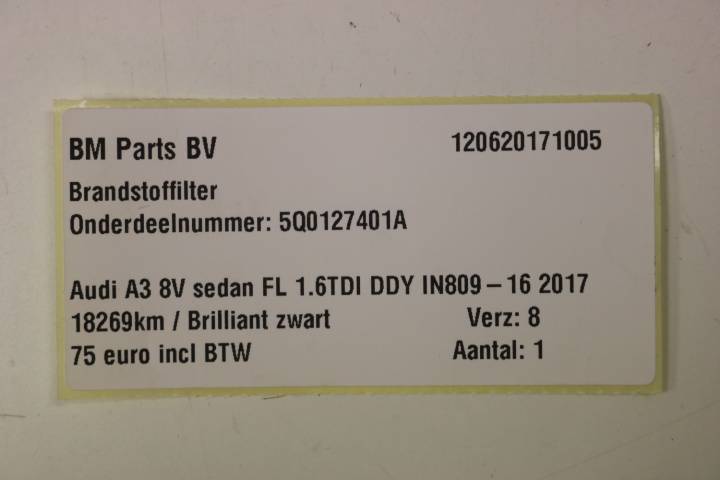 BM Parts BV 120620171005
Brandstoffilter
Onderdeelnummer: 5Q0127401A
Audi A3 8V sedan FL 1.6TDI DDY IN809 – 16 2017
18269km / Brilliant zwart Verz: 8
75 euro incl BTW Aantal: 1